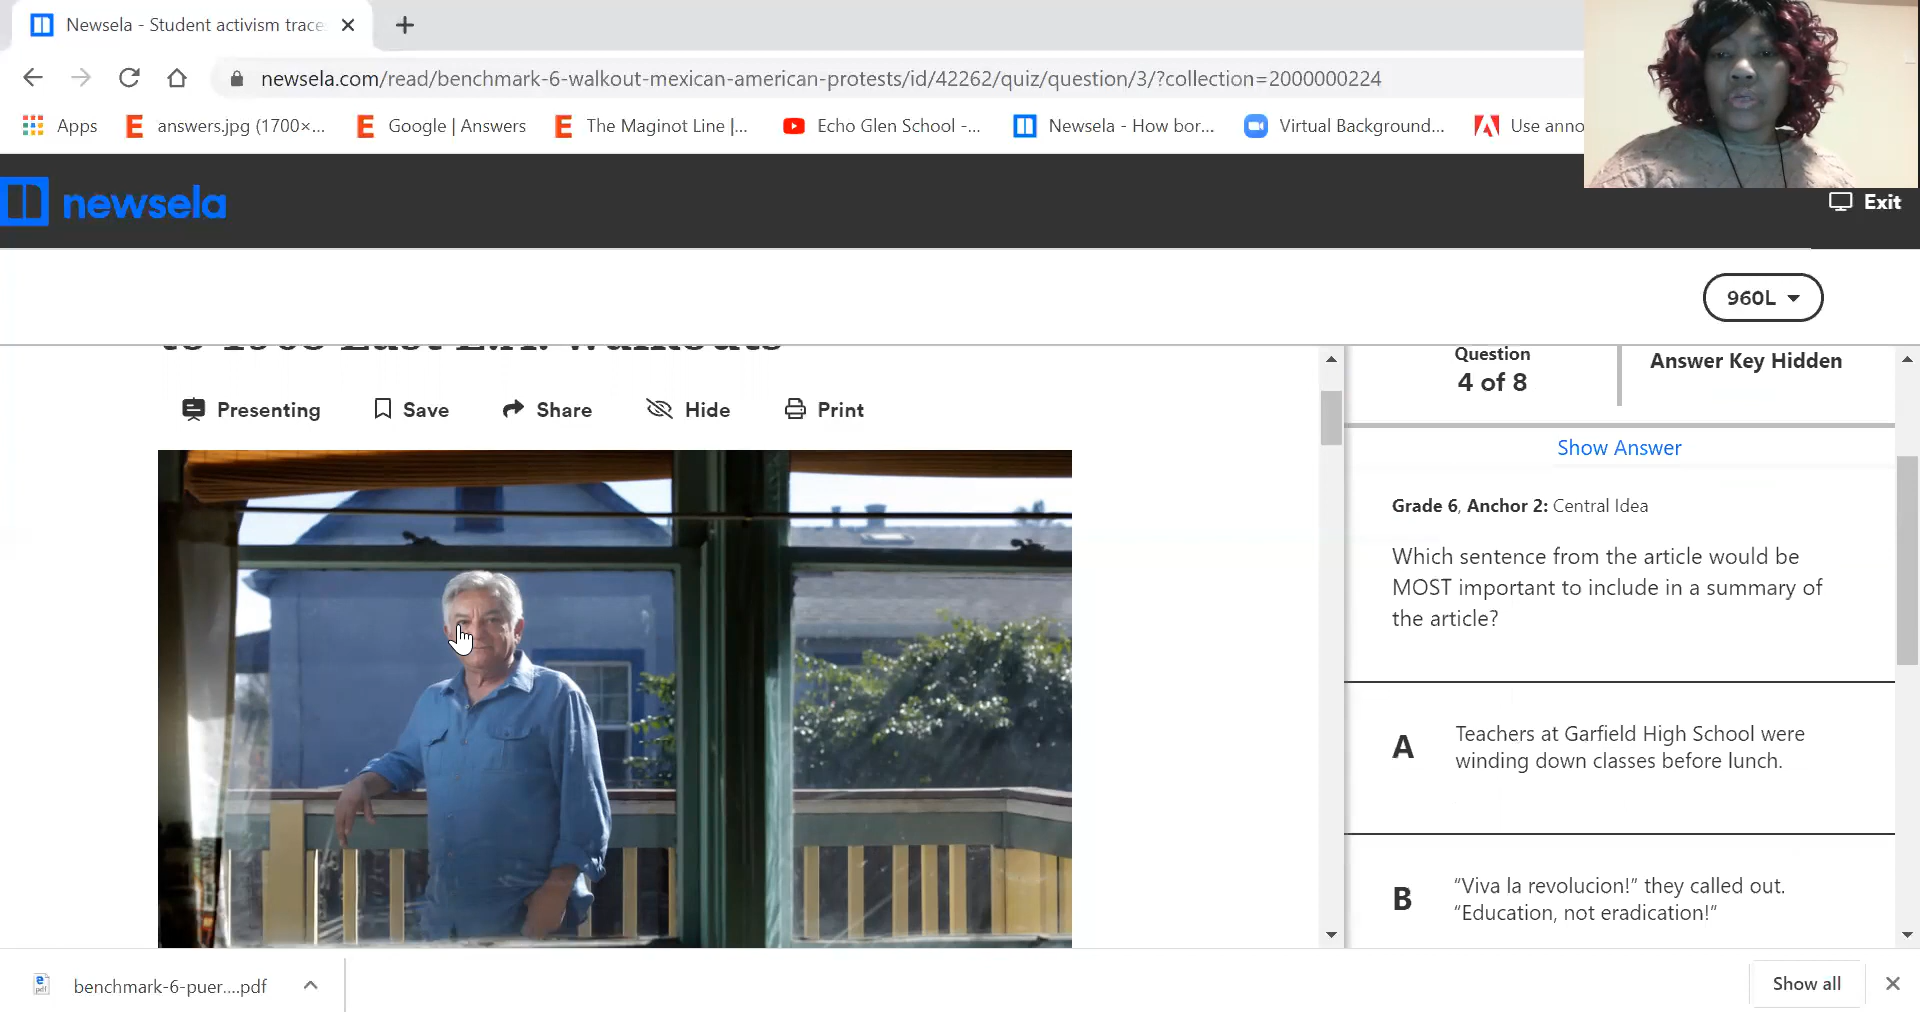 Newsela - Student activism trace
newsela.com/read/benchmark-6-walkout-mexican-american-protests/id/42262/quiz/question/3/?collection=2000000224
Apps
answers.jpg (1700×...
Google | Answers
The Maginot Line |...
Echo Glen School -...
Newsela - How bor...
Virtual Background...
Use anno
newsela
Exit
960L
to 1968 East L.A. walkouts
Presenting
Save
Share
Hide
Print
Question
4 of 8
Answer Key Hidden
Show Answer
Grade 6, Anchor 2: Central Idea
Which sentence from the article would be
MOST important to include in a summary of
the article?
A
Teachers at Garfield High School were
winding down classes before lunch.
B
“Viva la revolucion!” they called out.
“Education, not eradication!”
benchmark-6-puer....pdf
Show all